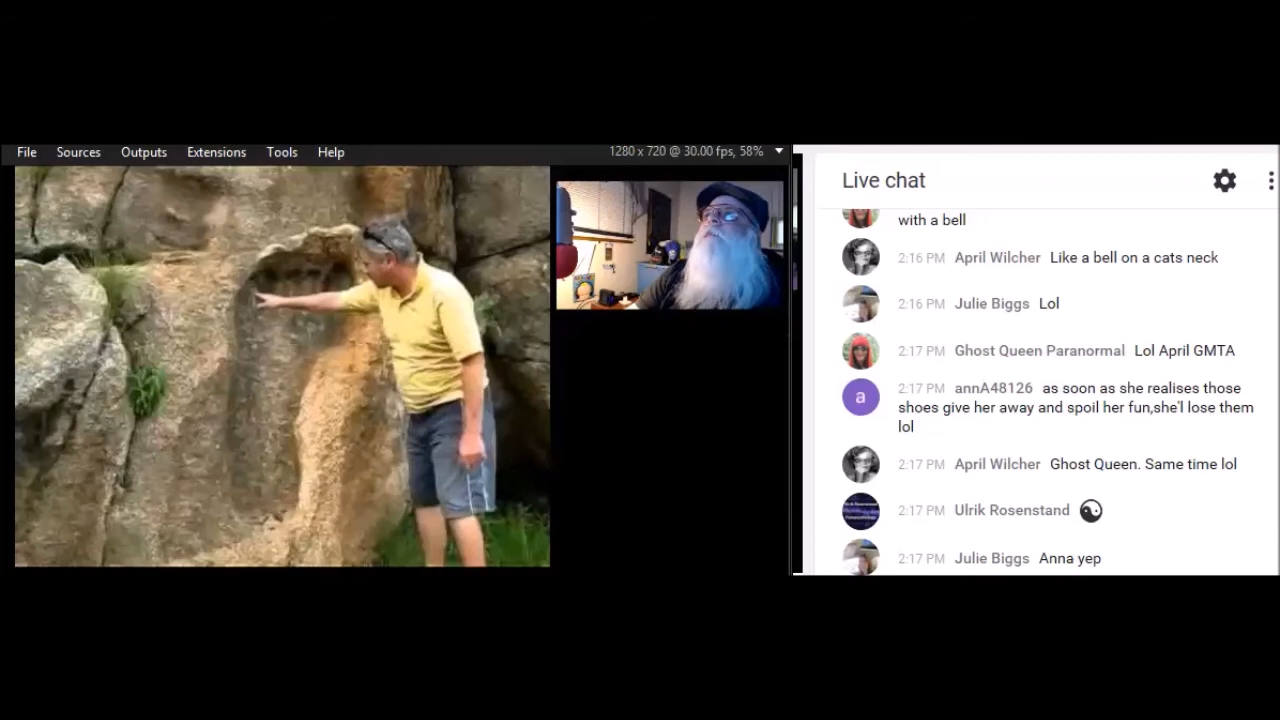 File Sources Outputs Extensions Tools Help 1280 x 720 @ 30.00 fps, 58%
Live chat
with a bell
2:16 PM April Wilcher Like a bell on a cats neck
2:16 PM Julie Biggs Lol
2:17 PM Ghost Queen Paranormal Lol April GMTA
a 2:17 PM annA48126 as soon as she realises those
shoes give her away and spoil her fun,she'l lose them
lol
2:17 PM April Wilcher Ghost Queen. Same time lol
2:17 PM Ulrik Rosenstand
2:17 PM Julie Biggs Anna yep